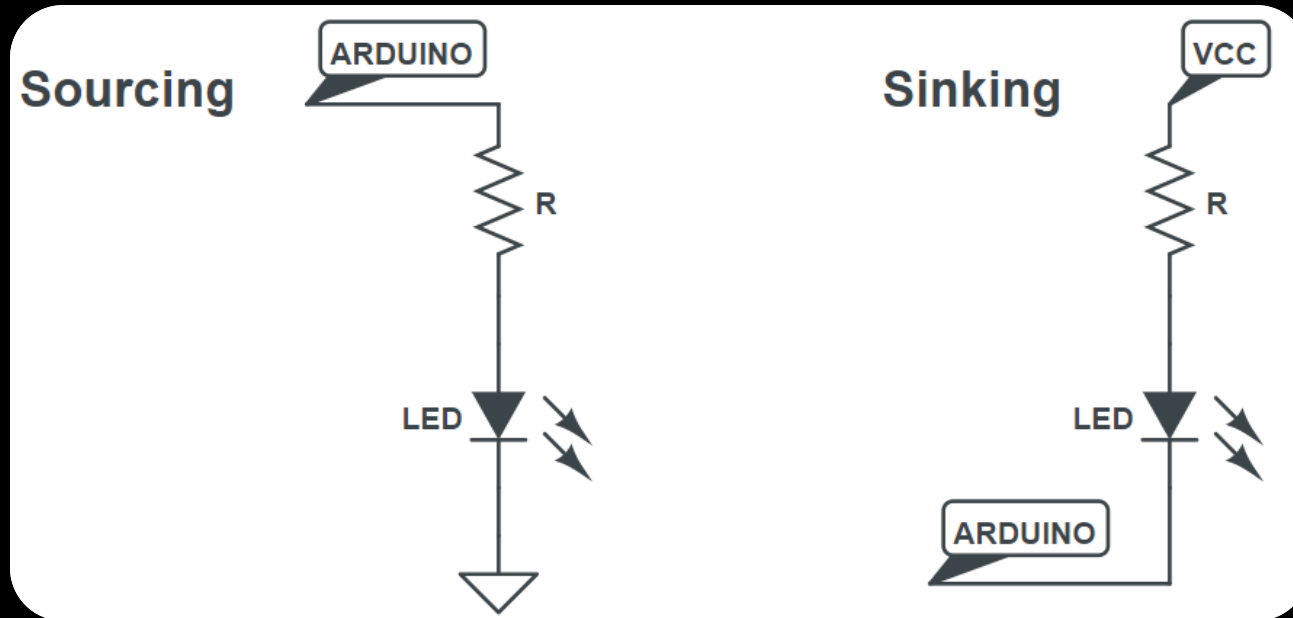 Sourcing
ARDUINO
R
LED
Sinking
VCC
R
LED
ARDUINO